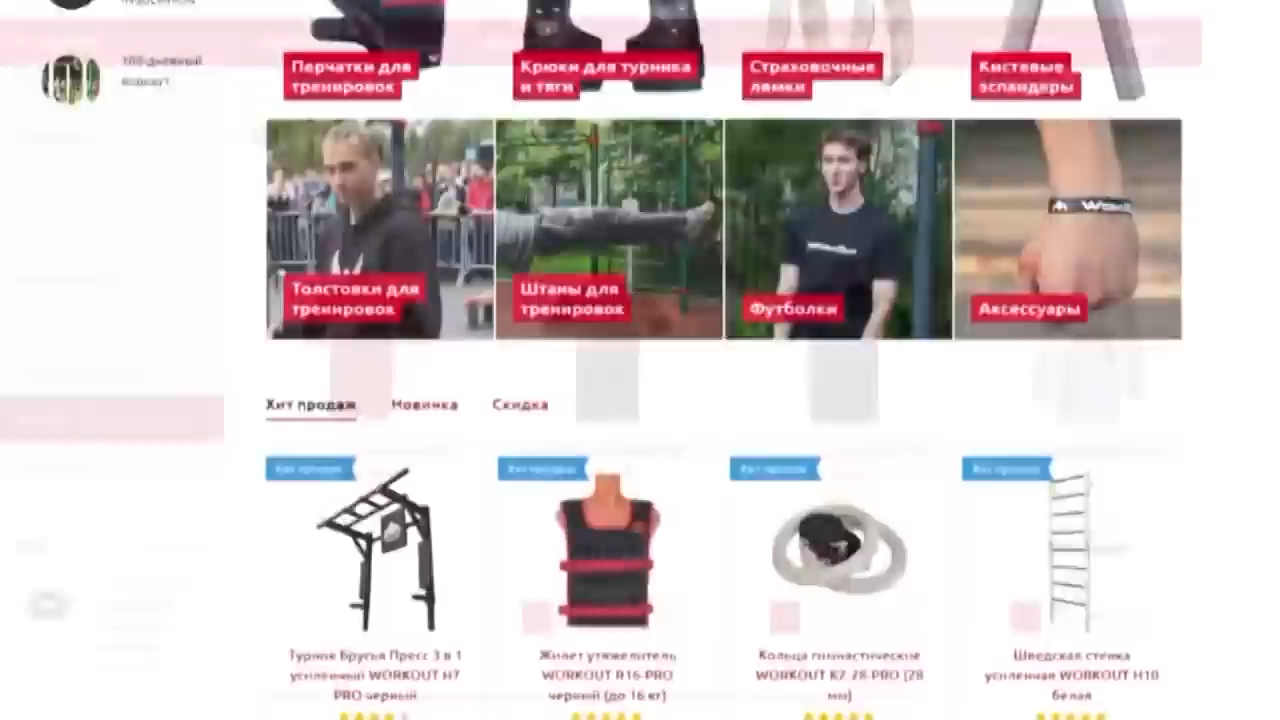 100-дневный
воркаут
Перчатки для
тренировок
Крюки для турника
и тяги
Страховочные
лямки
Кистевые
эспандеры
Толстовки для
тренировок
Штаны для
тренировок
Футболки
Аксессуары
Хит продаж Новинка Скидка
Хит продаж
Хит продаж
Хит продаж
Хит продаж
Турник Брусья Пресс 3 в 1
усиленный WORKOUT H7
PRO черный
Жилет утяжелитель
WORKOUT R16-PRO
черный (до 16 кг)
Кольца гимнастические
WORKOUT K2-28-PRO (28
мм)
Шведская стенка
усиленная WORKOUT H10
белая